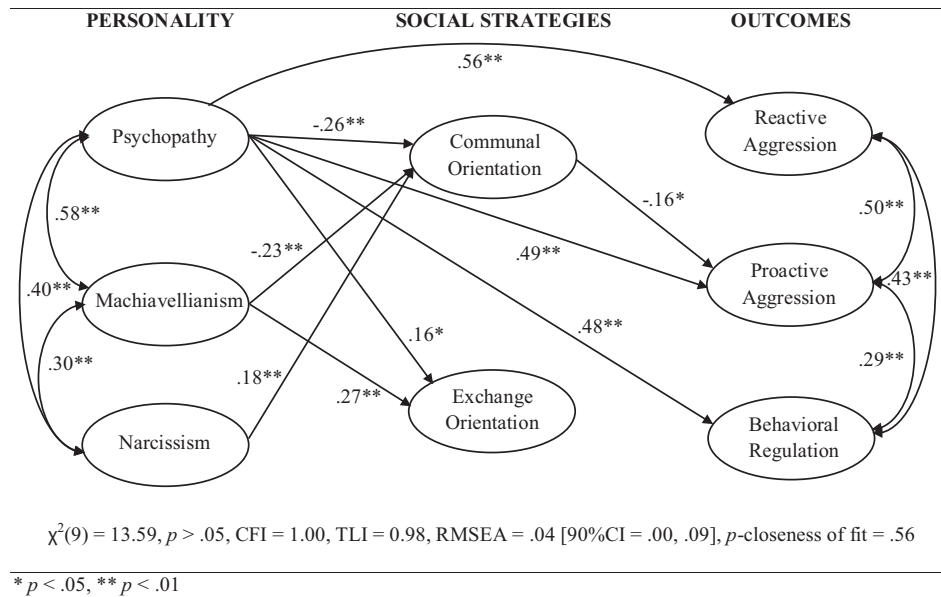 PERSONALITY SOCIAL STRATEGIES OUTCOMES
.56**
Psychopathy
-.26**
Communal
Orientation
Reactive
Aggression
.58**
-.23**
-.16*
.50**
.49**
.40**
Machiavellianism
Proactive
Aggression
.43**
.30**
.16*
.48**
.29**
.18**
.27**
Exchange
Orientation
Narcissism
Behavioral
Regulation
χ²(9) = 13.59, p > .05, CFI = 1.00, TLI = 0.98, RMSEA = .04 [90%CI = .00, .09], p-closeness of fit = .56
* p < .05, ** p < .01